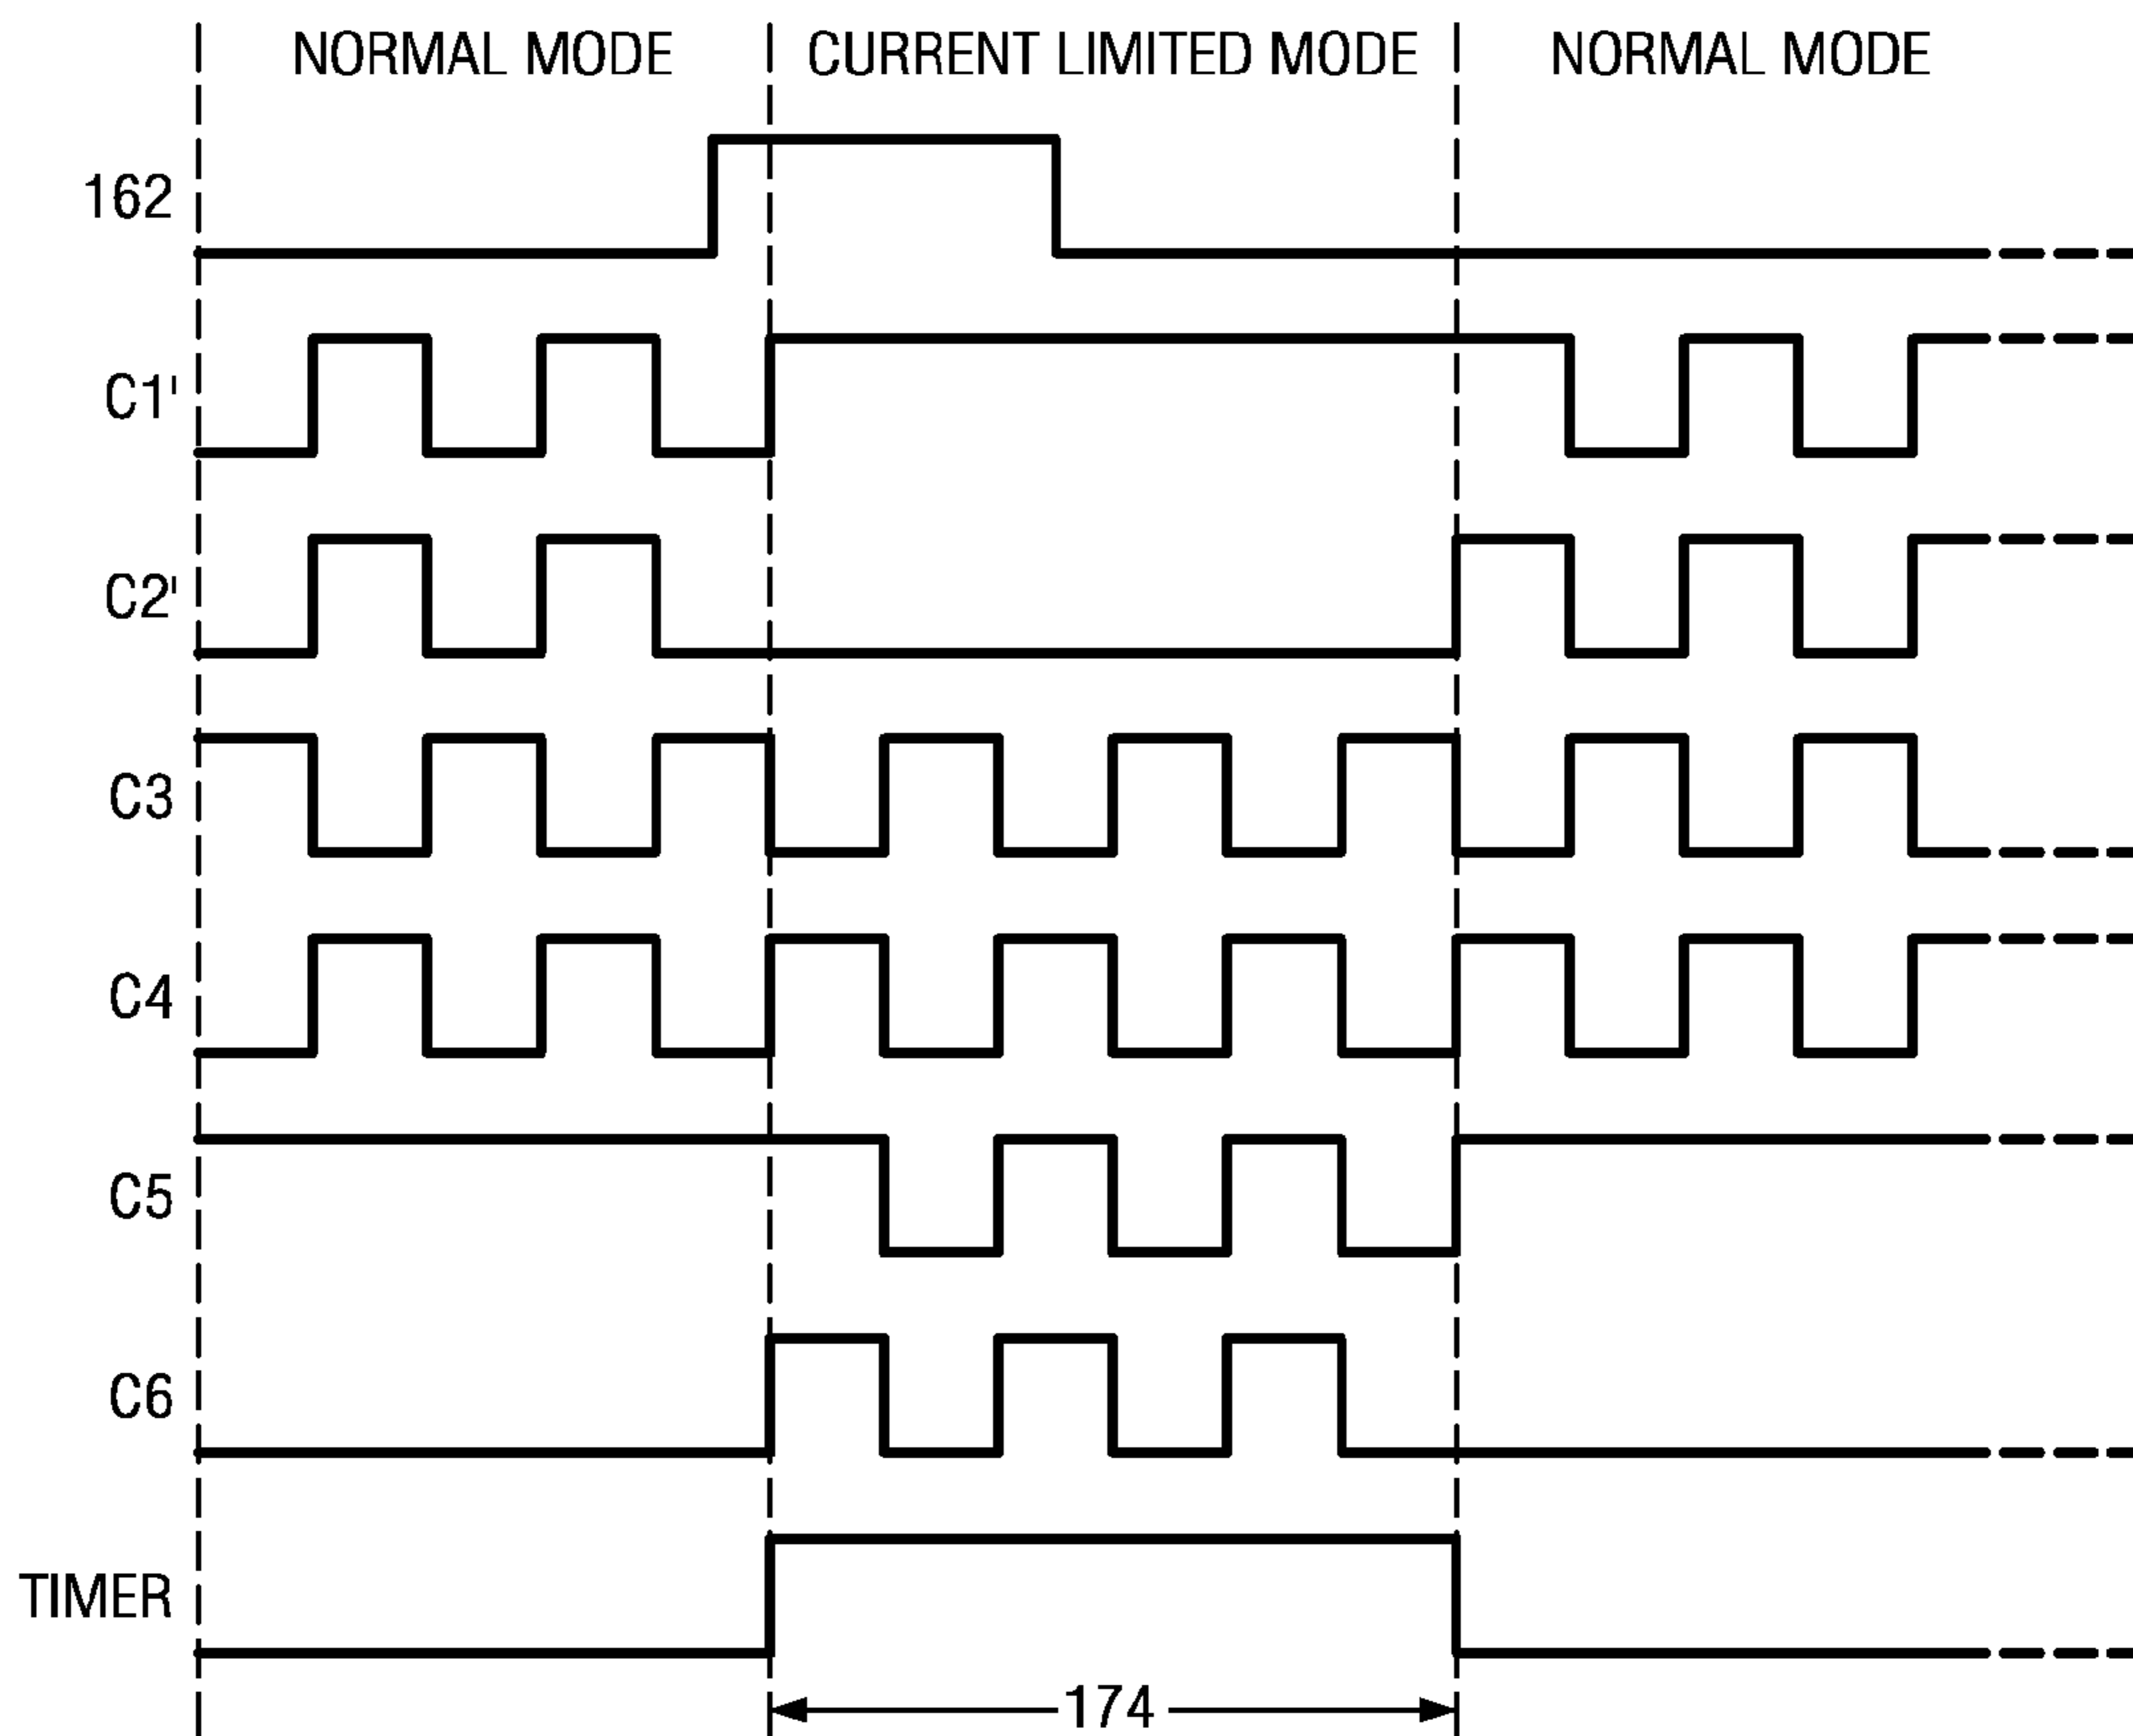 NORMAL MODE CURRENT LIMITED MODE NORMAL MODE
162
C1'
C2'
C3
C4
C5
C6
TIMER
174